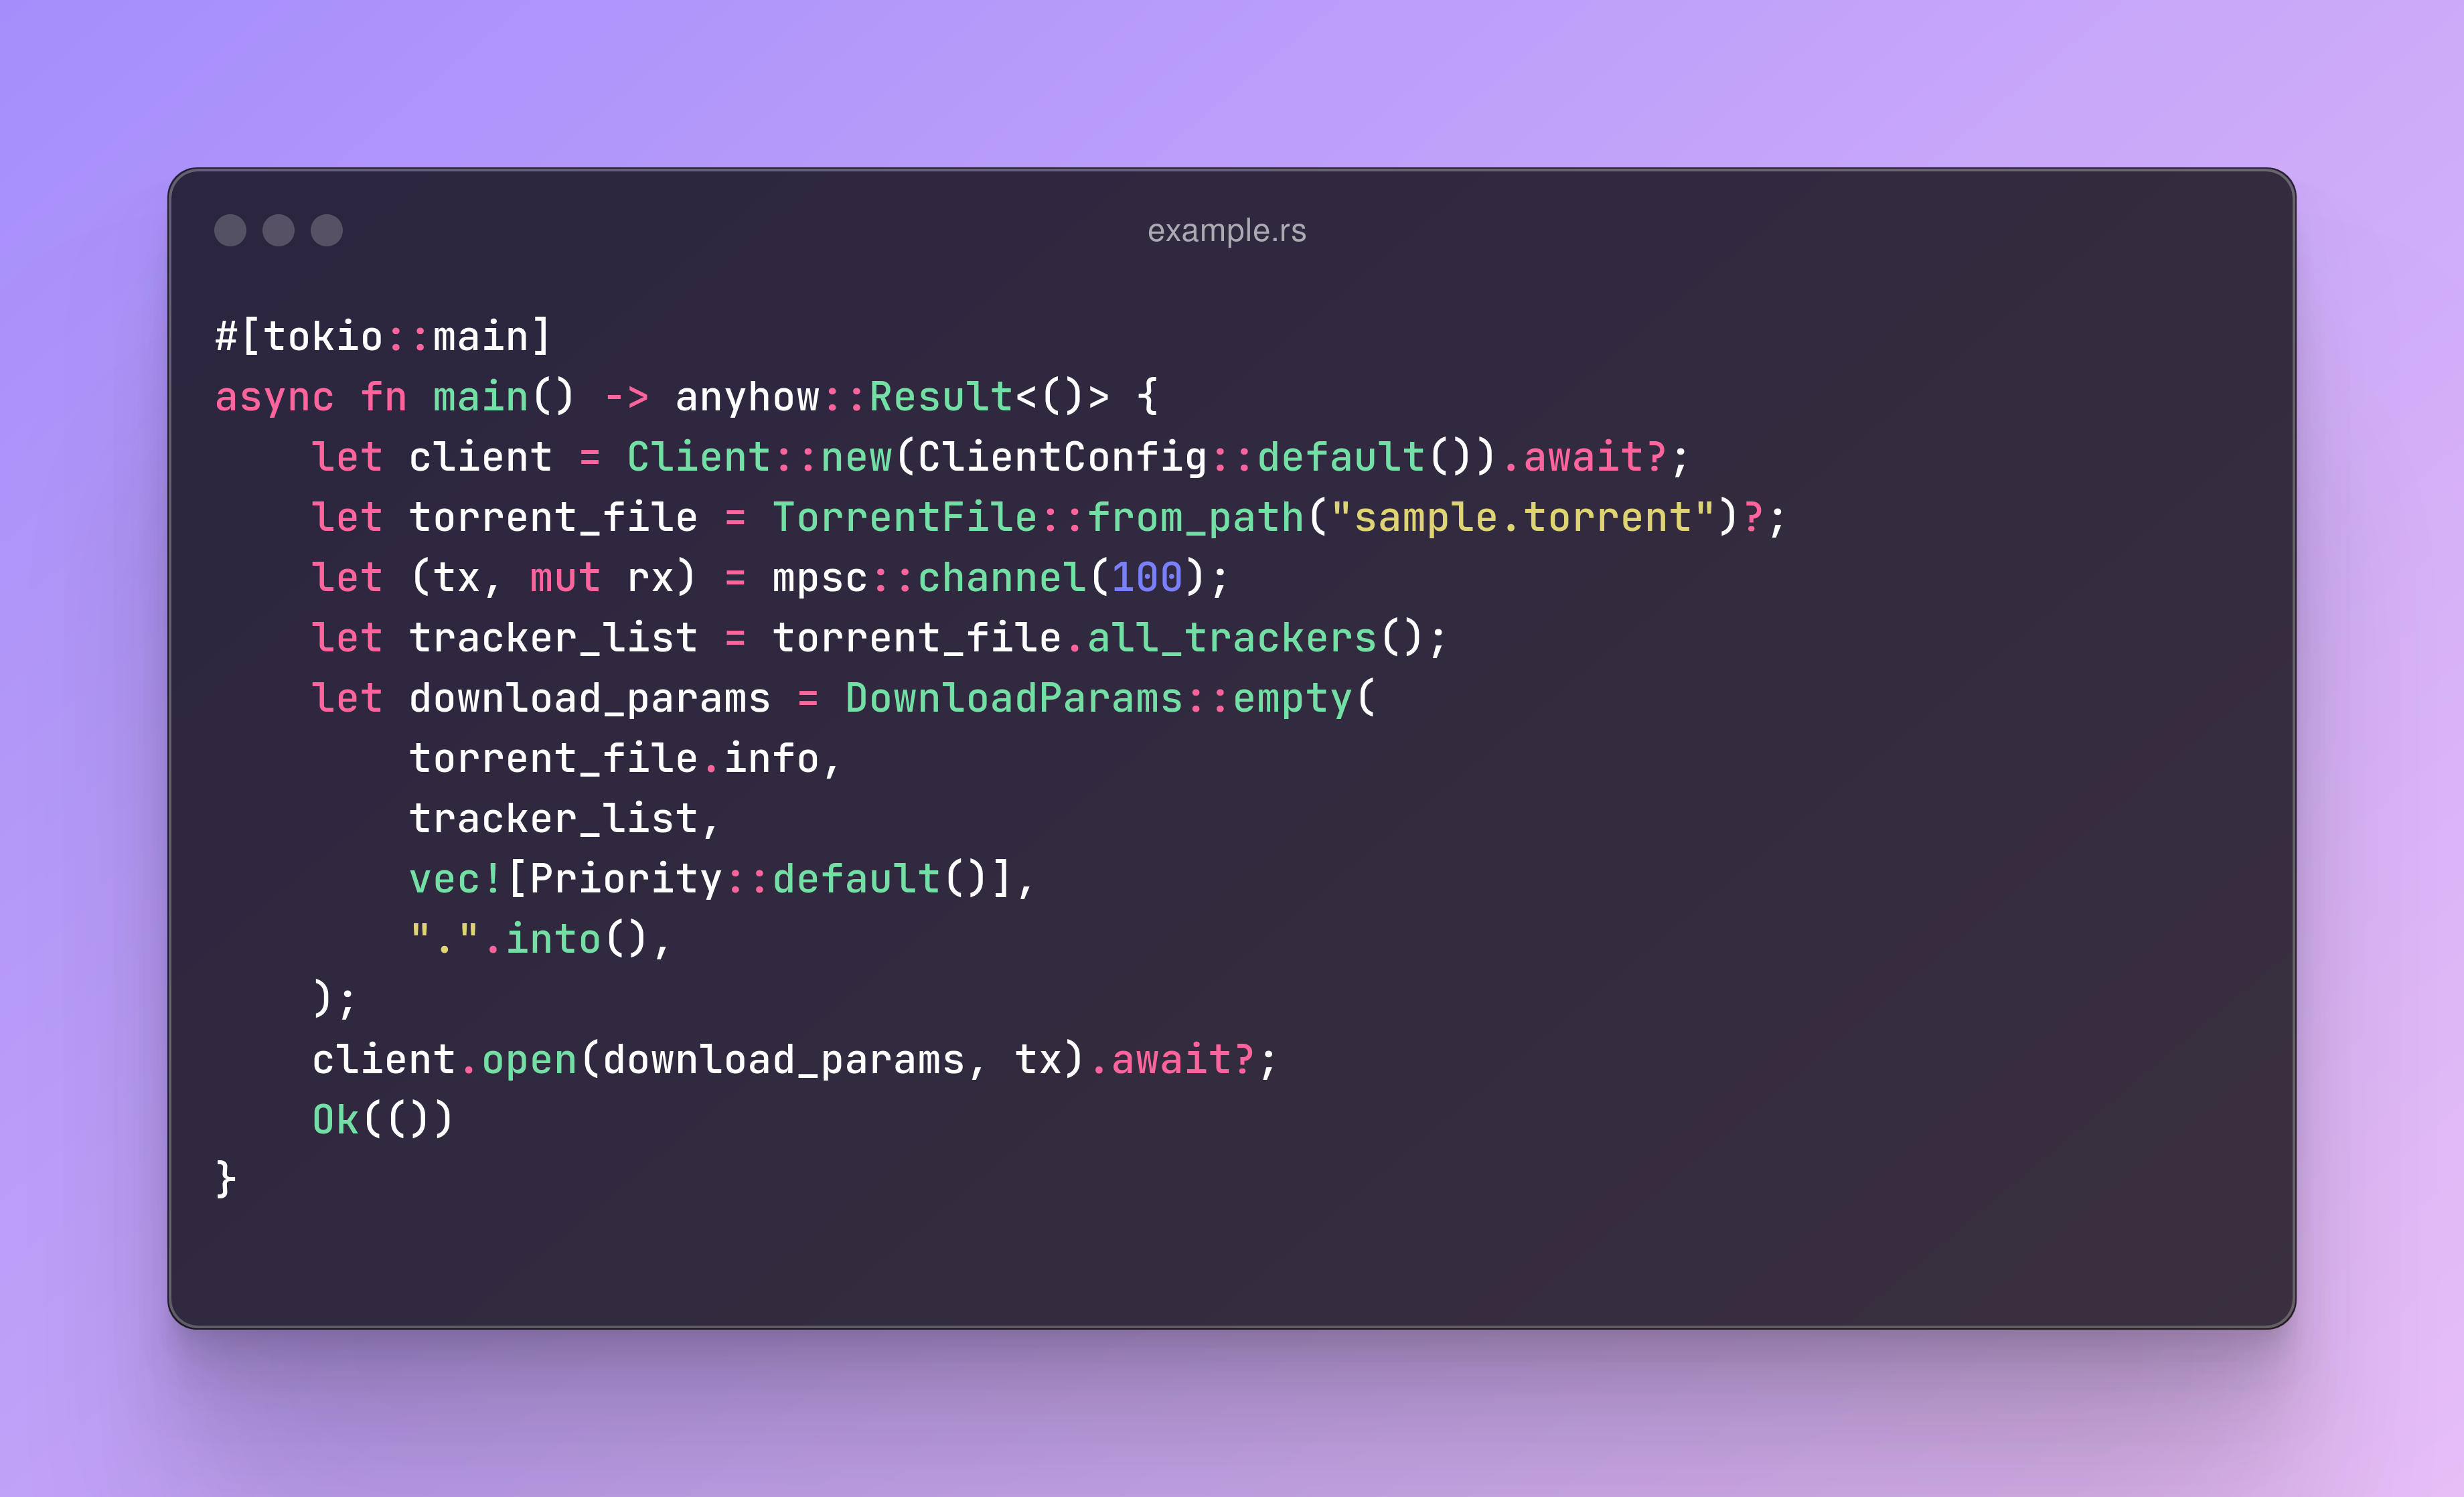 example.rs
#[tokio::main]
async fn main() -> anyhow::Result<()> {
    let client = Client::new(ClientConfig::default()).await?;
    let torrent_file = TorrentFile::from_path("sample.torrent")?;
    let (tx, mut rx) = mpsc::channel(100);
    let tracker_list = torrent_file.all_trackers();
    let download_params = DownloadParams::empty(
        torrent_file.info,
        tracker_list,
        vec![Priority::default()],
        ".".into(),
    );
    client.open(download_params, tx).await?;
    Ok(())
}